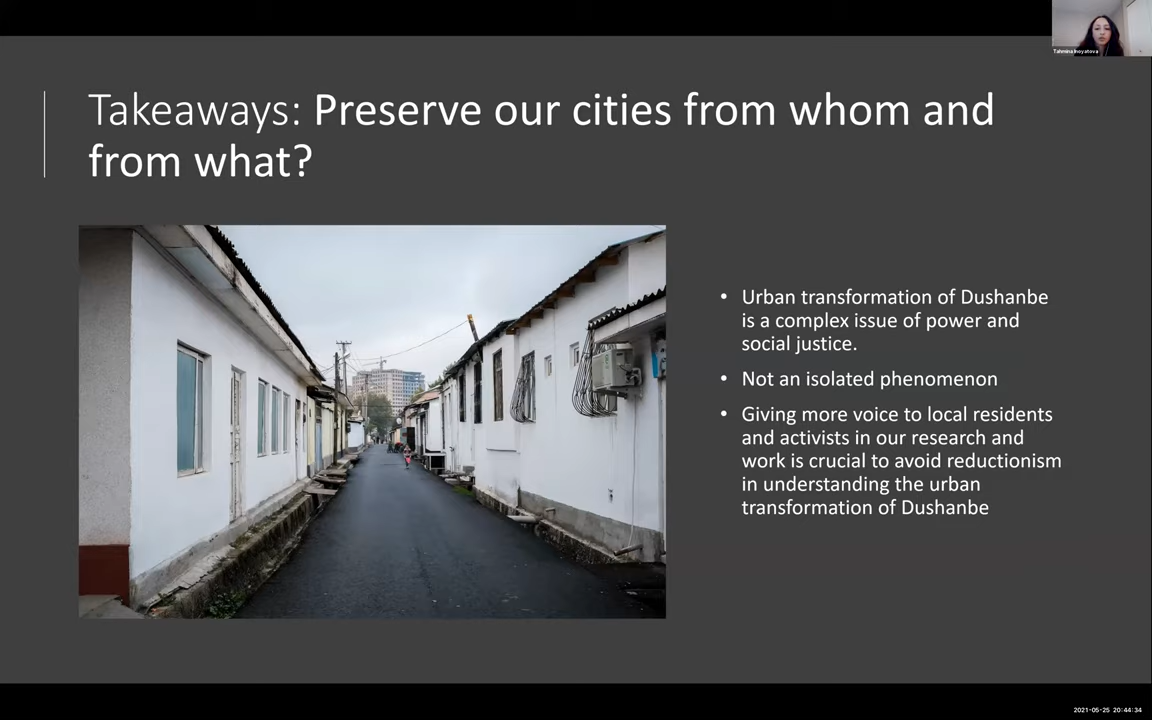 Tahmina Inoyatova
Takeaways: Preserve our cities from whom and
from what?
• Urban transformation of Dushanbe
is a complex issue of power and
social justice.
• Not an isolated phenomenon
• Giving more voice to local residents
and activists in our research and
work is crucial to avoid reductionism
in understanding the urban
transformation of Dushanbe
2021-05-25 20:44:34